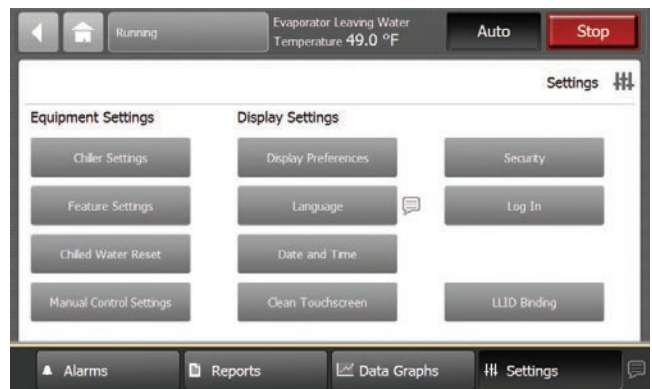 Running
Evaporator Leaving Water
Temperature 49.0 °F
Auto
Stop
Settings
Equipment Settings
Display Settings
Chiller Settings
Display Preferences
Security
Feature Settings
Language
Log In
Chilled Water Reset
Date and Time
Manual Control Settings
Clean Touchscreen
LLID Binding
Alarms
Reports
Data Graphs
Settings